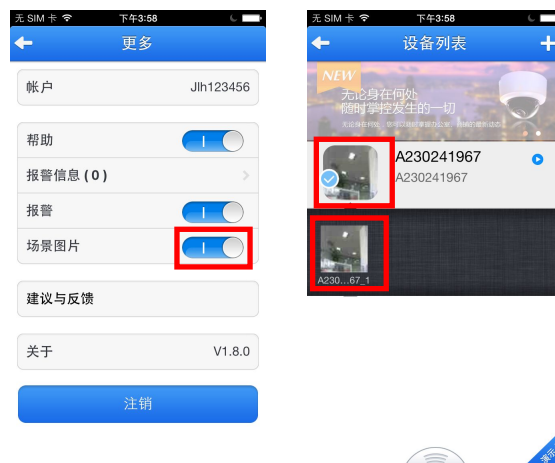 无 SIM 卡 下午3:58
更多
帐户 Jlh123456
帮助
报警信息 ( 0 )
报警
场景图片
建议与反馈
关于 V1.8.0
注销
无 SIM 卡 下午3:58
设备列表
NEW
无论身在何处
随时掌控发生的一切
A230241967
A230241967
A230...67_1
演示